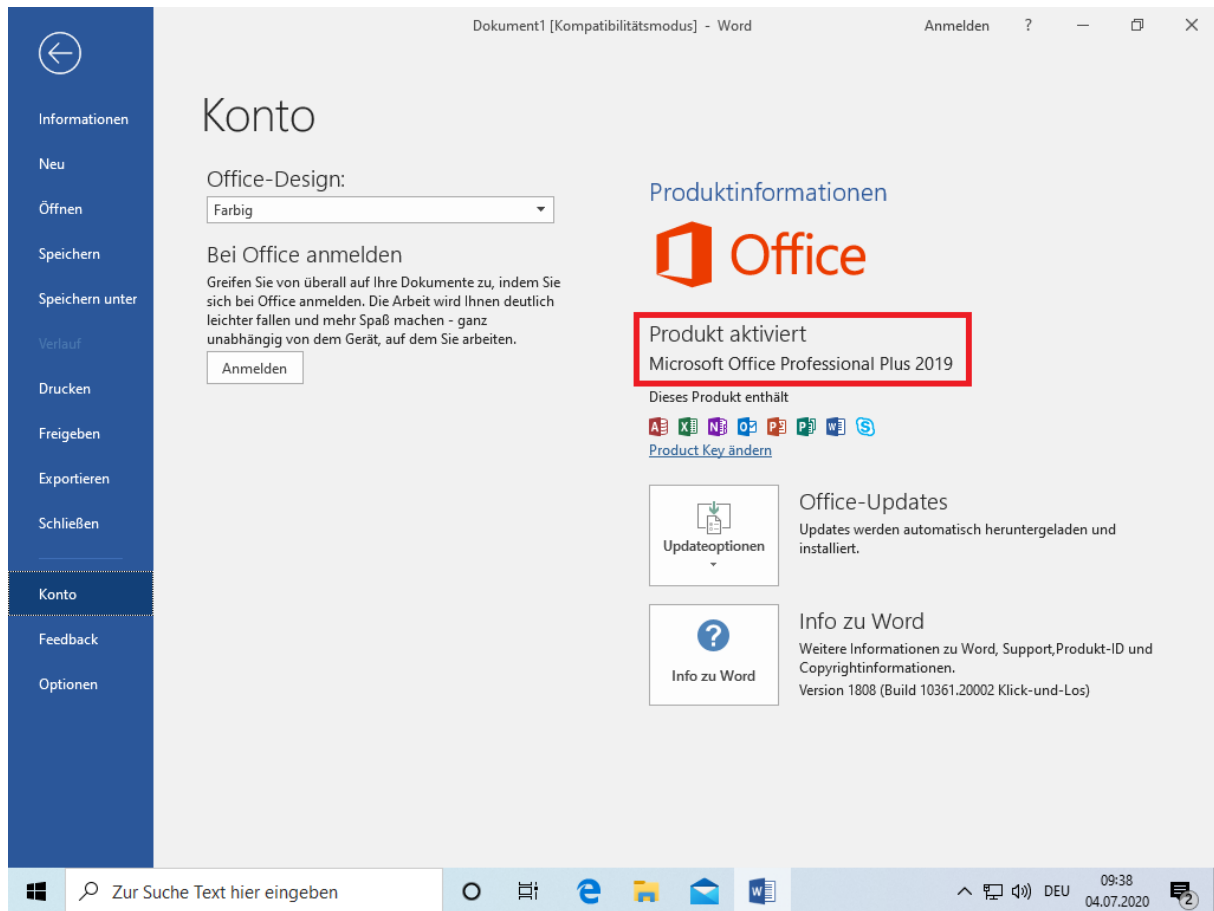 Dokument1 [Kompatibilitätsmodus] - Word
Anmelden ?
Informationen
Neu
Öffnen
Speichern
Speichern unter
Verlauf
Drucken
Freigeben
Exportieren
Schließen
Konto
Feedback
Optionen
Konto
Office-Design:
Farbig
Bei Office anmelden
Greifen Sie von überall auf Ihre Dokumente zu, indem Sie
sich bei Office anmelden. Die Arbeit wird Ihnen deutlich
leichter fallen und mehr Spaß machen - ganz
unabhängig von dem Gerät, auf dem Sie arbeiten.
Anmelden
Produktinformationen
Office
Produkt aktiviert
Microsoft Office Professional Plus 2019
Dieses Produkt enthält
Product Key ändern
Updateoptionen
Office-Updates
Updates werden automatisch heruntergeladen und
installiert.
Info zu Word
Info zu Word
Weitere Informationen zu Word, Support,Produkt-ID und
Copyrightinformationen.
Version 1808 (Build 10361.20002 Klick-und-Los)
Zur Suche Text hier eingeben
DEU
09:38
04.07.2020
2